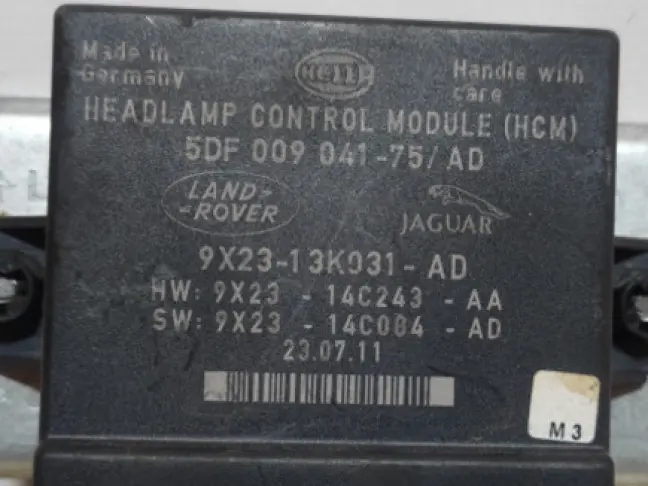 Made in
Germany
HELLA
Handle with
care
HEADLAMP CONTROL MODULE (HCM)
5DF 009 041-75/AD
LAND-
-ROVER
JAGUAR
9X23-13K031-AD
HW: 9X23 - 14C243 - AA
SW: 9X23 - 14C084 - AD
23.07.11
M3